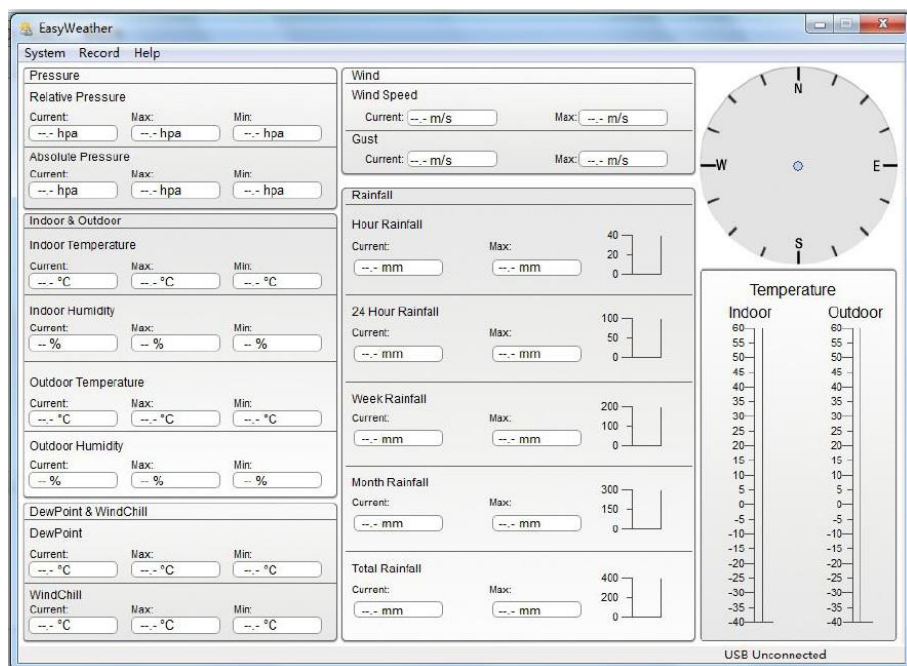 EasyWeather
System Record Help
Pressure
Relative Pressure
Current: Max: Min:
--.- hpa --.- hpa --.- hpa
Absolute Pressure
Current: Max: Min:
--.- hpa --.- hpa --.- hpa
Indoor & Outdoor
Indoor Temperature
Current: Max: Min:
--.- °C --.- °C --.- °C
Indoor Humidity
Current: Max: Min:
-- % -- % -- %
Outdoor Temperature
Current: Max: Min:
--.- °C --.- °C --.- °C
Outdoor Humidity
Current: Max: Min:
-- % -- % -- %
DewPoint & WindChill
DewPoint
Current: Max: Min:
--.- °C --.- °C --.- °C
WindChill
Current: Max: Min:
--.- °C --.- °C --.- °C
Wind
Wind Speed
Current: --.- m/s Max: --.- m/s
Gust
Current: --.- m/s Max: --.- m/s
Rainfall
Hour Rainfall
Current: Max:
--.- mm --.- mm
40
20
0
24 Hour Rainfall
Current: Max:
--.- mm --.- mm
100
50
0
Week Rainfall
Current: Max:
--.- mm --.- mm
200
100
0
Month Rainfall
Current: Max:
--.- mm --.- mm
300
150
0
Total Rainfall
Current: Max:
--.- mm --.- mm
400
200
0
N
W E
S
Temperature
Indoor Outdoor
60 60
55 55
50 50
45 45
40 40
35 35
30 30
25 25
20 20
15 15
10 10
5 5
0 0
-5 -5
-10 -10
-15 -15
-20 -20
-25 -25
-30 -30
-35 -35
-40 -40
USB Unconnected